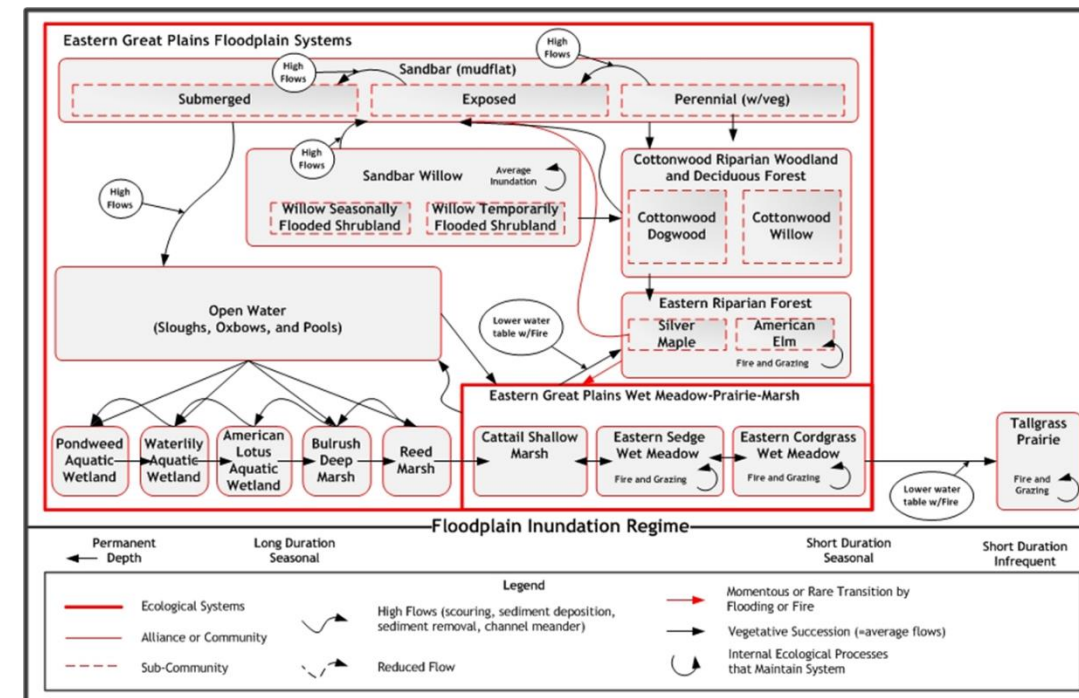 Eastern Great Plains Floodplain Systems
High
Flows
High
Flows
Sandbar (mudflat)
Submerged
Exposed
Perennial (w/veg)
High
Flows
Sandbar Willow
Average
Inundation
Willow Seasonally
Flooded Shrubland
Willow Temporarily
Flooded Shrubland
Cottonwood Riparian Woodland
and Deciduous Forest
Cottonwood
Dogwood
Cottonwood
Willow
High
Flows
Open Water
(Sloughs, Oxbows, and Pools)
Lower water
table w/Fire
Eastern Riparian Forest
Silver
Maple
American
Elm
Fire and Grazing
Eastern Great Plains Wet Meadow-Prairie-Marsh
Pondweed
Aquatic
Wetland
Waterlily
Aquatic
Wetland
American
Lotus
Aquatic
Wetland
Bulrush
Deep
Marsh
Reed
Marsh
Cattail Shallow
Marsh
Eastern Sedge
Wet Meadow
Fire and Grazing
Eastern Cordgrass
Wet Meadow
Fire and Grazing
Lower water
table w/Fire
Tallgrass
Prairie
Fire and
Grazing
Floodplain Inundation Regime
Permanent
Depth
Long Duration
Seasonal
Short Duration
Seasonal
Short Duration
Infrequent
Legend
Ecological Systems
Alliance or Community
Sub-Community
High Flows (scouring, sediment deposition,
sediment removal, channel meander)
Reduced Flow
Momentous or Rare Transition by
Flooding or Fire
Vegetative Succession (=average flows)
Internal Ecological Processes
that Maintain System